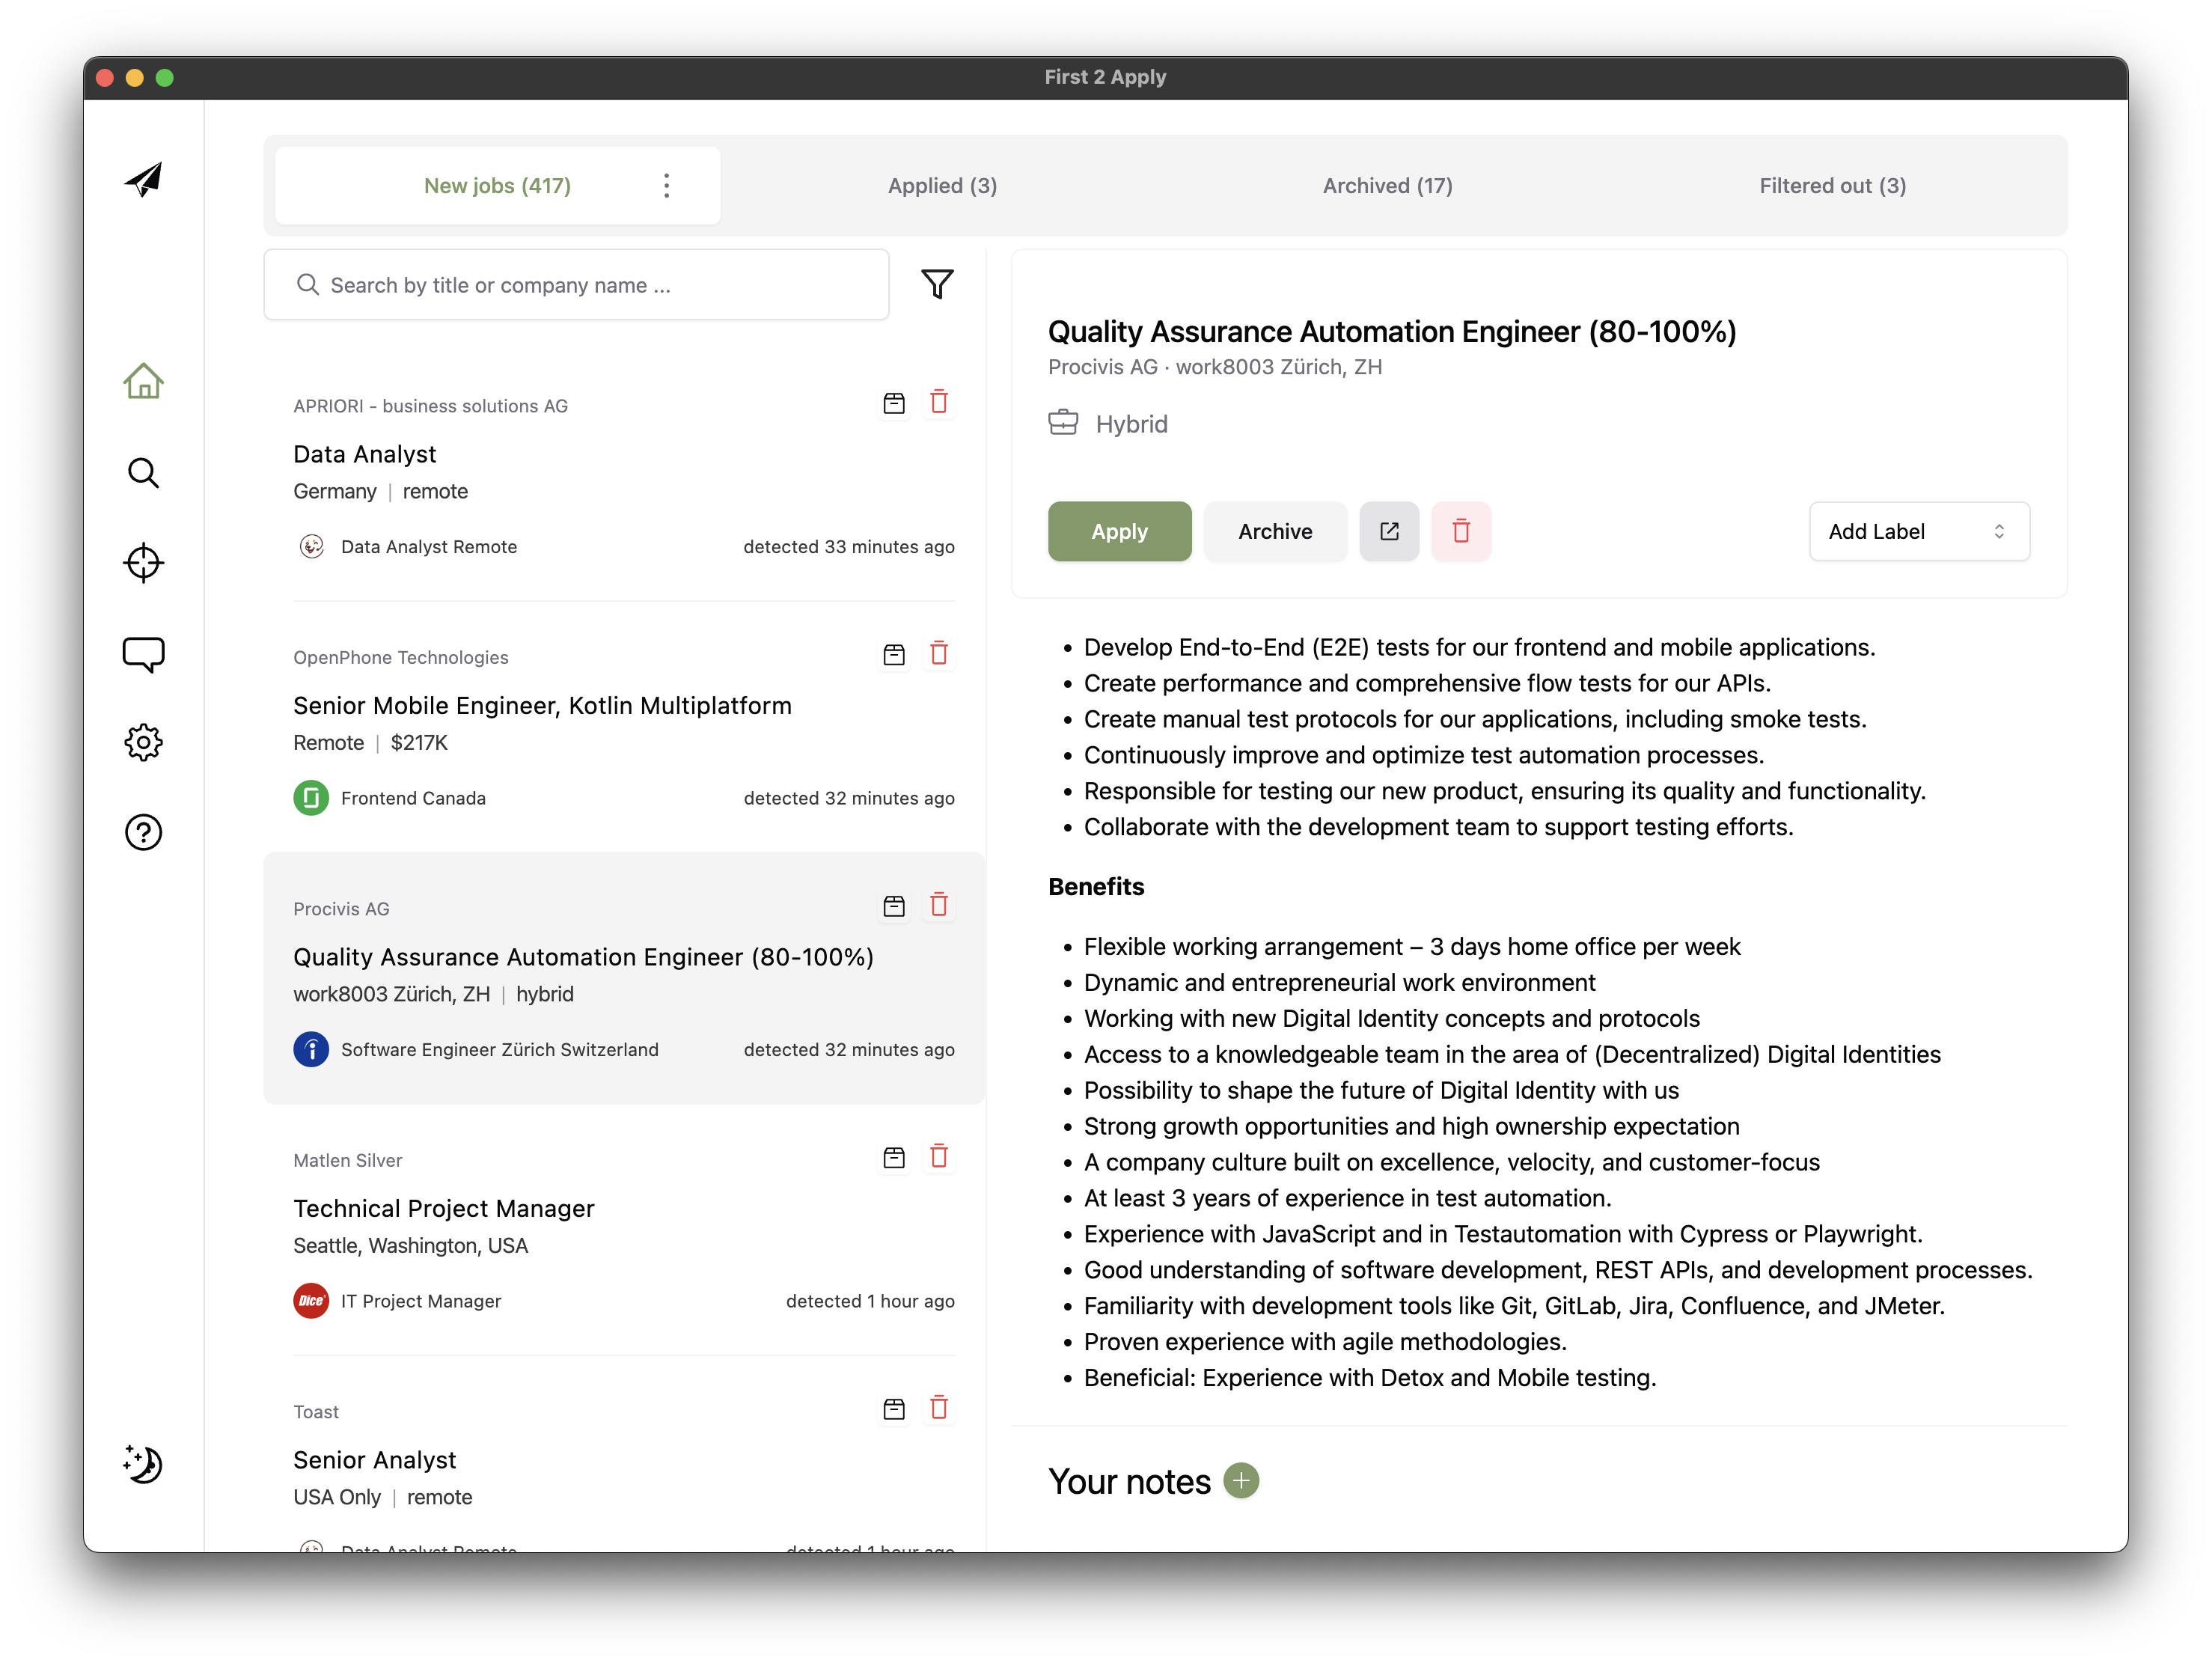 First 2 Apply
New jobs (417)
Applied (3)
Archived (17)
Filtered out (3)
Search by title or company name ...
APRIORI - business solutions AG
Data Analyst
Germany | remote
Data Analyst Remote
detected 33 minutes ago
OpenPhone Technologies
Senior Mobile Engineer, Kotlin Multiplatform
Remote | $217K
Frontend Canada
detected 32 minutes ago
Procivis AG
Quality Assurance Automation Engineer (80-100%)
work8003 Zürich, ZH | hybrid
Software Engineer Zürich Switzerland
detected 32 minutes ago
Matlen Silver
Technical Project Manager
Seattle, Washington, USA
Dice
IT Project Manager
detected 1 hour ago
Toast
Senior Analyst
USA Only | remote
Data Analyst Remote
detected 1 hour ago
Quality Assurance Automation Engineer (80-100%)
Procivis AG · work8003 Zürich, ZH
Hybrid
Apply
Archive
Add Label
• Develop End-to-End (E2E) tests for our frontend and mobile applications.
• Create performance and comprehensive flow tests for our APIs.
• Create manual test protocols for our applications, including smoke tests.
• Continuously improve and optimize test automation processes.
• Responsible for testing our new product, ensuring its quality and functionality.
• Collaborate with the development team to support testing efforts.
Benefits
• Flexible working arrangement – 3 days home office per week
• Dynamic and entrepreneurial work environment
• Working with new Digital Identity concepts and protocols
• Access to a knowledgeable team in the area of (Decentralized) Digital Identities
• Possibility to shape the future of Digital Identity with us
• Strong growth opportunities and high ownership expectation
• A company culture built on excellence, velocity, and customer-focus
• At least 3 years of experience in test automation.
• Experience with JavaScript and in Testautomation with Cypress or Playwright.
• Good understanding of software development, REST APIs, and development processes.
• Familiarity with development tools like Git, GitLab, Jira, Confluence, and JMeter.
• Proven experience with agile methodologies.
• Beneficial: Experience with Detox and Mobile testing.
Your notes